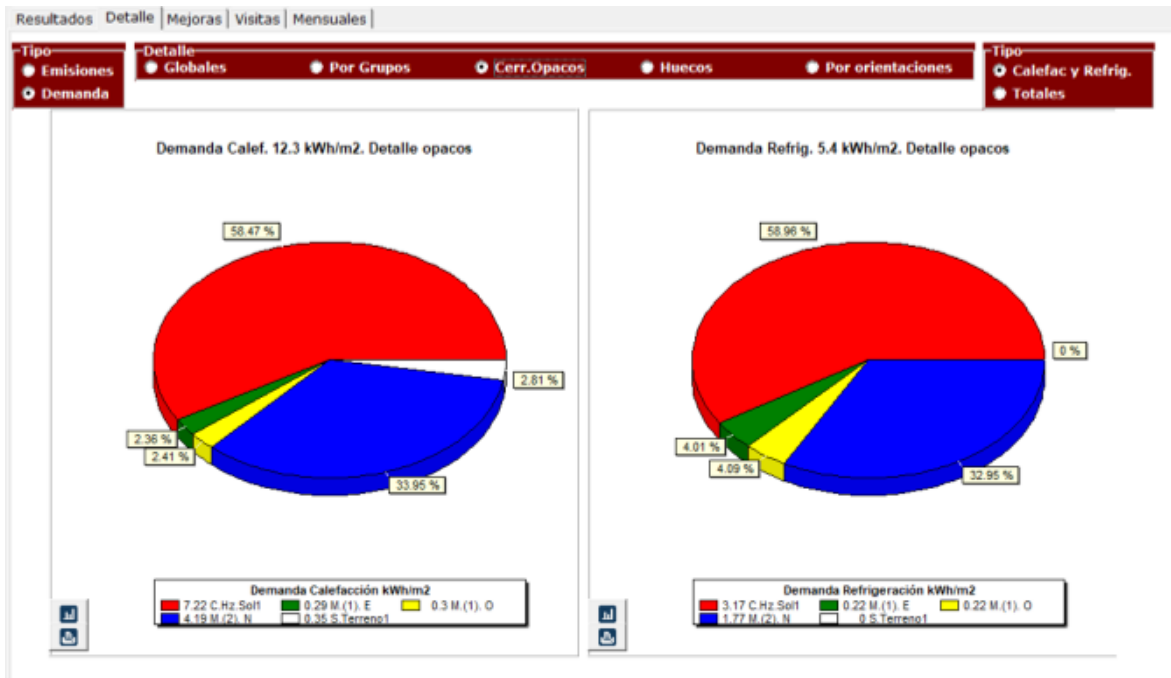 Resultados Detalle Mejoras Visitas Mensuales
Tipo
Emisiones
Demanda
Detalle
Globales Por Grupos Cerr.Opacos Huecos Por orientaciones
Tipo
Calefac y Refrig.
Totales
Demanda Calef. 12.3 kWh/m2. Detalle opacos
58.47 %
2.81 %
2.36 %
2.41 %
33.95 %
Demanda Calefacción kWh/m2
7.22 C.Hz.Sol1 0.29 M.(1). E 0.3 M.(1). O
4.19 M.(2). N 0.35 S.Terreno1
Demanda Refrig. 5.4 kWh/m2. Detalle opacos
58.96 %
0 %
4.01 %
4.09 %
32.95 %
Demanda Refrigeración kWh/m2
3.17 C.Hz.Sol1 0.22 M.(1). E 0.22 M.(1). O
1.77 M.(2). N 0 S.Terreno1